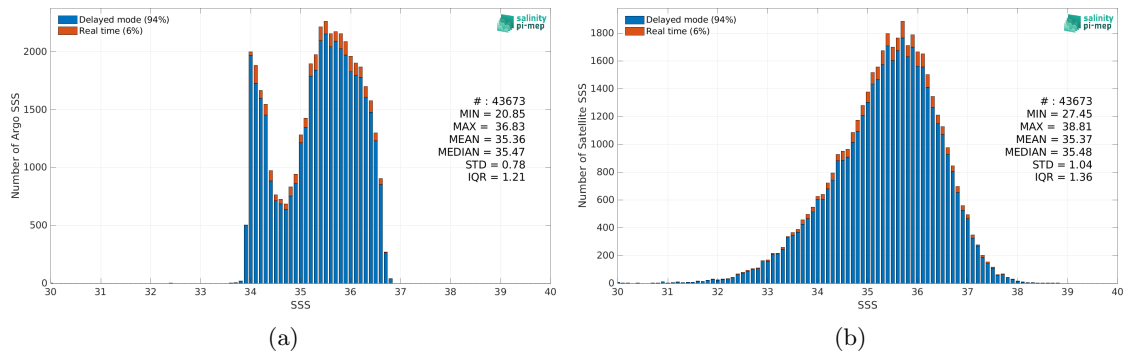 Delayed mode (94%)
Real time (6%)
salinity
pi-mep
Number of Argo SSS
2000
1500
1000
500
0
# : 43673
MIN = 20.85
MAX = 36.83
MEAN = 35.36
MEDIAN = 35.47
STD = 0.78
IQR = 1.21
30 31 32 33 34 35 36 37 38 39 40
SSS
(a)
Delayed mode (94%)
Real time (6%)
salinity
pi-mep
Number of Satellite SSS
1800
1600
1400
1200
1000
800
600
400
200
0
# : 43673
MIN = 27.45
MAX = 38.81
MEAN = 35.37
MEDIAN = 35.48
STD = 1.04
IQR = 1.36
30 31 32 33 34 35 36 37 38 39 40
SSS
(b)